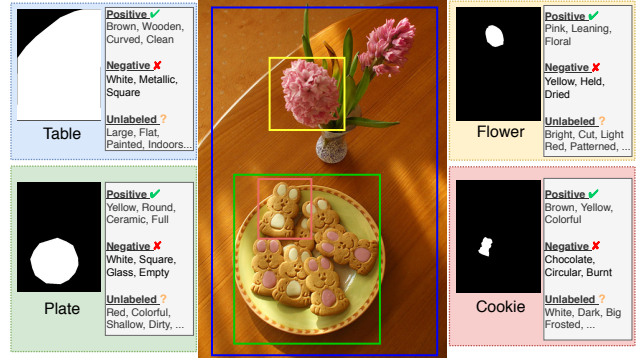 Positive ✔
Brown, Wooden,
Curved, Clean
Negative ✘
White, Metallic,
Square
Unlabeled ?
Large, Flat,
Painted, Indoors...
Table
Positive ✔
Yellow, Round,
Ceramic, Full
Negative ✘
White, Square,
Glass, Empty
Unlabeled ?
Red, Colorful,
Shallow, Dirty, ...
Plate
Positive ✔
Pink, Leaning,
Floral
Negative ✘
Yellow, Held,
Dried
Unlabeled ?
Bright, Cut, Light
Red, Patterned, ...
Flower
Positive ✔
Brown, Yellow,
Colorful
Negative ✘
Chocolate,
Circular, Burnt
Unlabeled ?
White, Dark, Big
Frosted, ...
Cookie